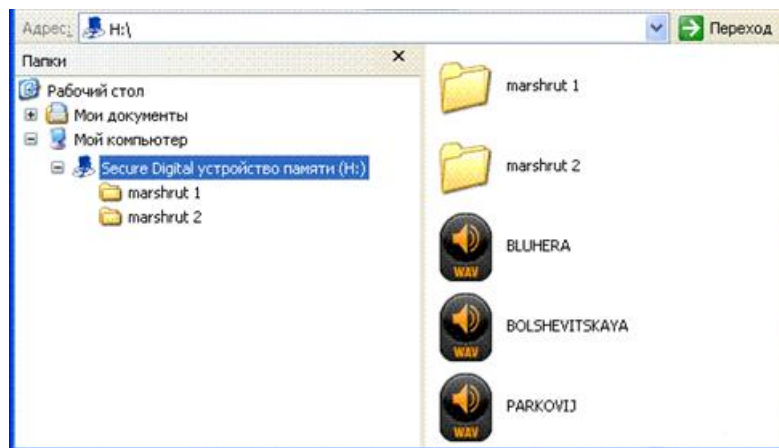 Адрес: H:\ Переход
Папки
Рабочий стол
Мои документы
Мой компьютер
Secure Digital устройство памяти (H:)
marshrut 1
marshrut 2
marshrut 1
marshrut 2
WAV BLUHERA
WAV BOLSHEVITSKAYA
WAV PARKOVIJ